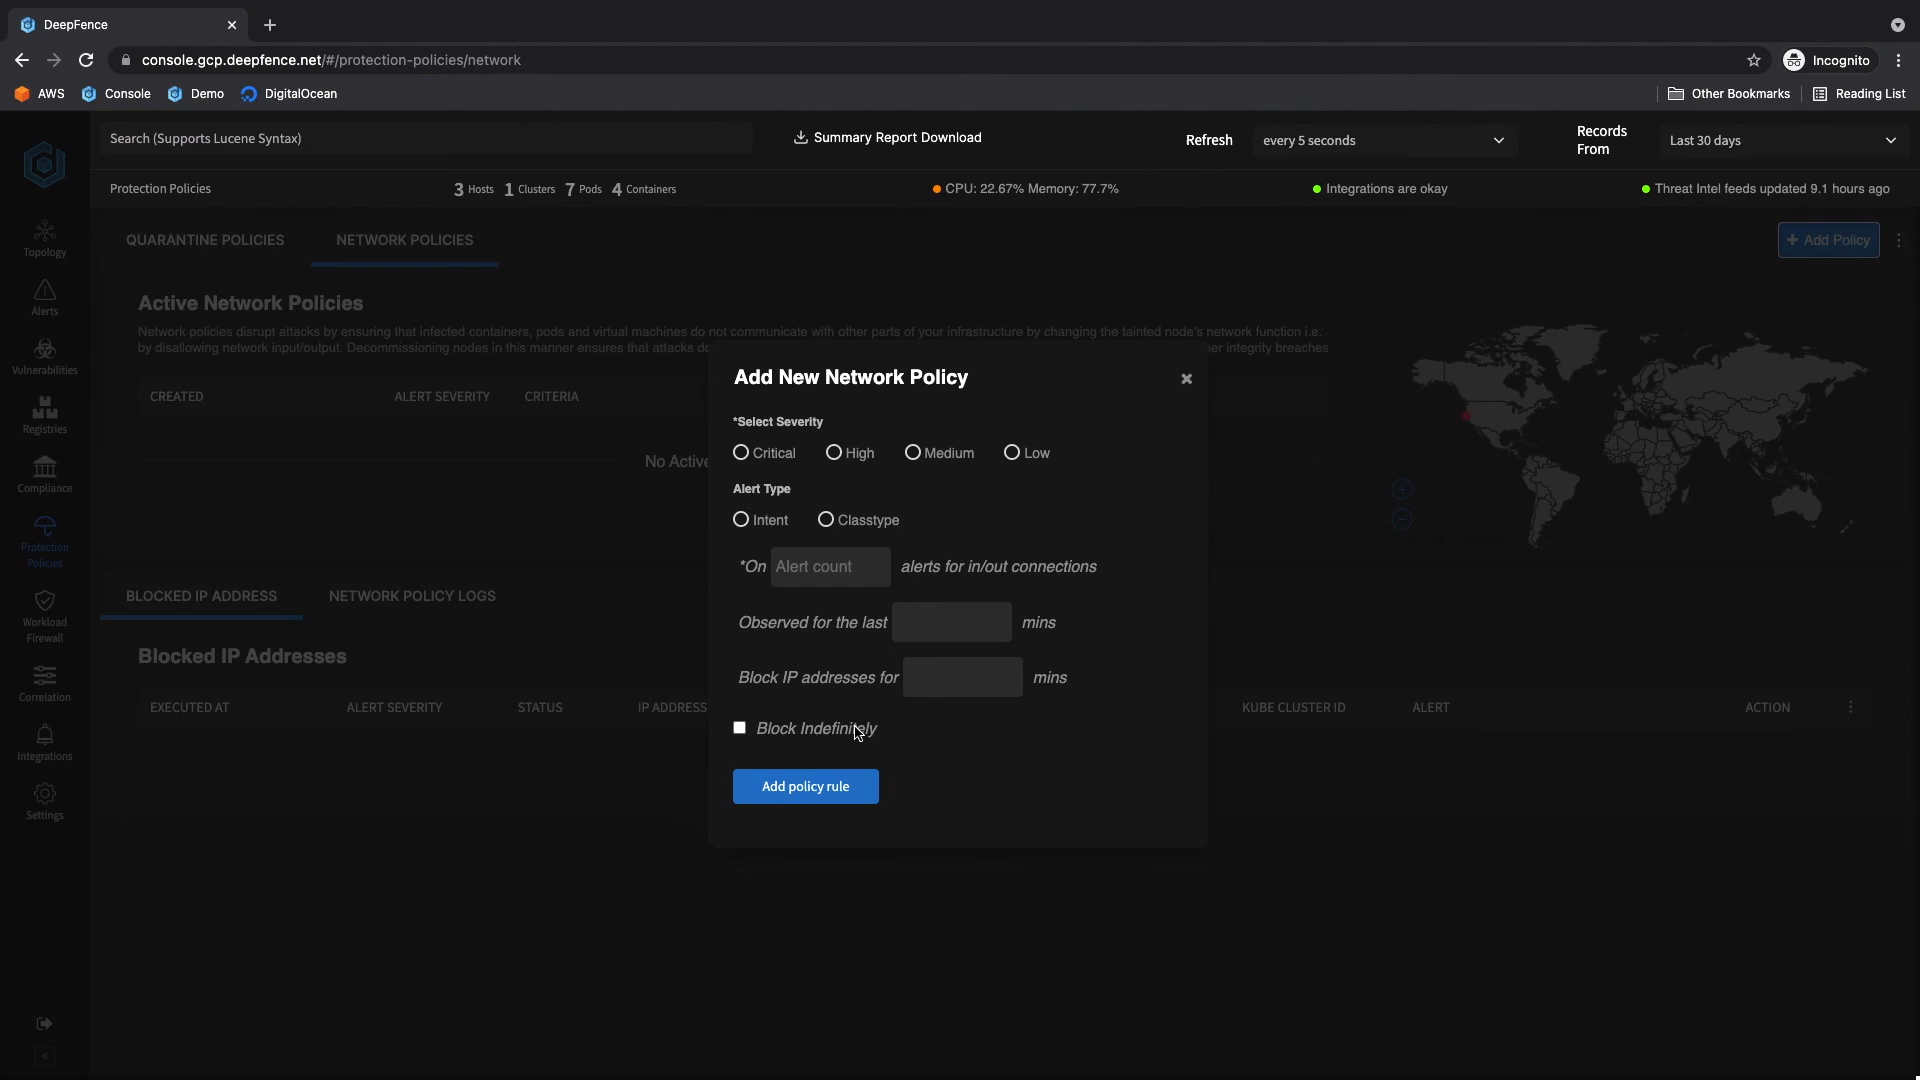 DeepFence
console.gcp.deepfence.net/#/protection-policies/network
Incognito
AWS
Console
Demo
DigitalOcean
Other Bookmarks
Reading List
Search (Supports Lucene Syntax)
Summary Report Download
Refresh
every 5 seconds
Records
From
Last 30 days
Protection Policies
3 Hosts 1 Clusters 7 Pods 4 Containers
CPU: 22.67% Memory: 77.7%
Integrations are okay
Threat Intel feeds updated 9.1 hours ago
Topology
Alerts
Vulnerabilities
Registries
Compliance
Protection
Policies
Workload
Firewall
Correlation
Integrations
Settings
QUARANTINE POLICIES
NETWORK POLICIES
+ Add Policy
Active Network Policies
Network policies disrupt attacks by ensuring that infected containers, pods and virtual machines do not communicate with other parts of your infrastructure by changing the tainted node's network function i.e.
by disallowing network input/output. Decommissioning nodes in this manner ensures that attacks
integrity breaches
CREATED
ALERT SEVERITY
CRITERIA
No Active
Add New Network Policy
*Select Severity
Critical
High
Medium
Low
Alert Type
Intent
Classtype
*On Alert count alerts for in/out connections
Observed for the last mins
Block IP addresses for mins
Block Indefinitely
Add policy rule
BLOCKED IP ADDRESS
NETWORK POLICY LOGS
Blocked IP Addresses
EXECUTED AT
ALERT SEVERITY
STATUS
IP ADDRESS
KUBE CLUSTER ID
ALERT
ACTION